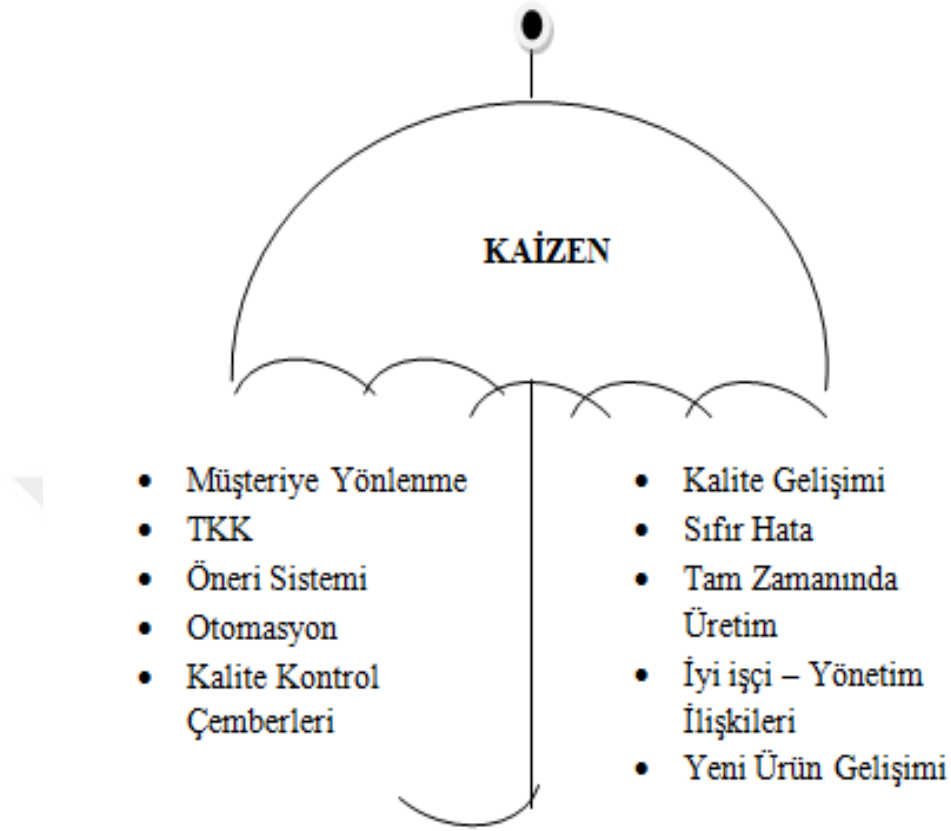 KAİZEN
• Müşteriye Yönlenme
• TKK
• Öneri Sistemi
• Otomasyon
• Kalite Kontrol
Çemberleri
• Kalite Gelişimi
• Sıfır Hata
• Tam Zamanında
Üretim
• İyi işçi – Yönetim
İlişkileri
• Yeni Ürün Gelişimi